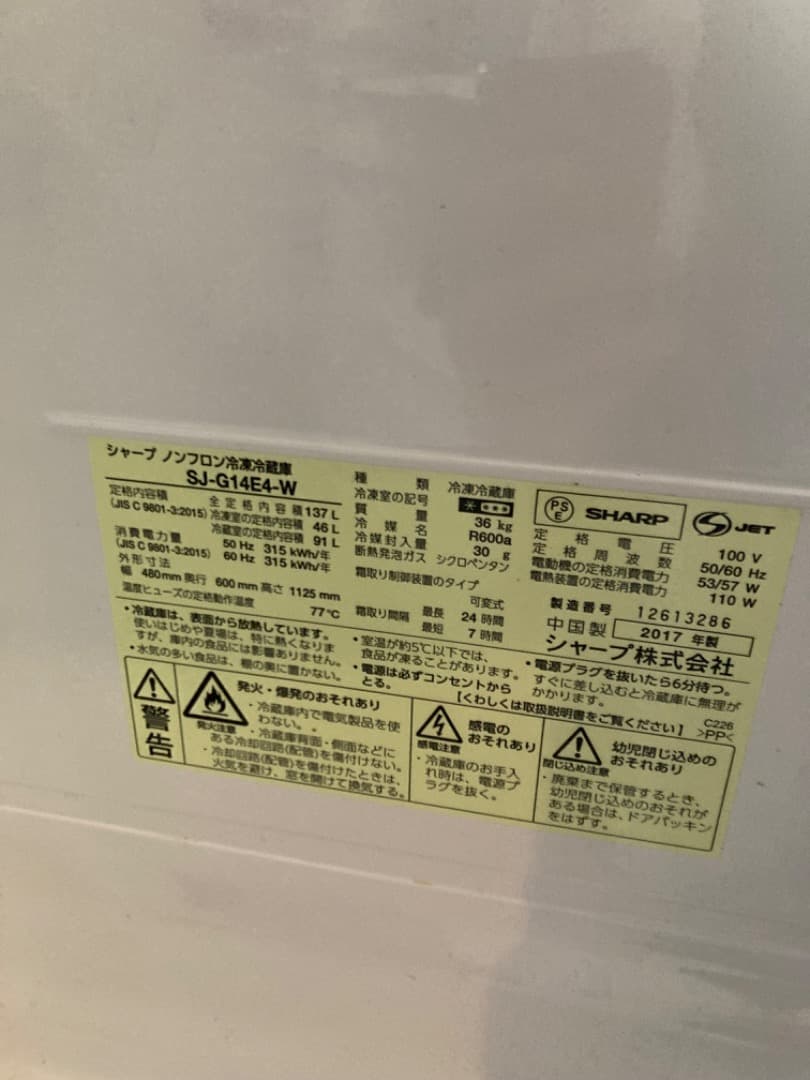 シャープ ノンフロン冷凍冷蔵庫
SJ-G14E4-W
定格内容積
(JIS C 9801-3:2015)
全定格内容積 137 L
冷凍室の定格内容積 46 L
冷蔵室の定格内容積 91 L
消費電力量
(JIS C 9801-3:2015)
50 Hz 315 kWh/年
60 Hz 315 kWh/年
外形寸法
幅 480 mm 奥行 600 mm 高さ 1125 mm
温度ヒューズの定格動作温度 77℃
種類 冷凍冷蔵庫
冷凍室の記号
質量 36 kg
冷媒名 R600a
冷媒封入量 30 g
断熱発泡ガス シクロペンタン
霜取り制御装置のタイプ
可変式
霜取り間隔 最長 24 時間
最短 7 時間
PSE SHARP
JET
定格電圧 100 V
定格周波数 50/60 Hz
電動機の定格消費電力 53/57 W
電熱装置の定格消費電力 110 W
製造番号 12613286
中国製 2017 年製
シャープ株式会社
・冷蔵庫は、表面から放熱しています。
使いはじめや夏場は、特に熱くなりま
すが、庫内の食品には影響ありません。
・水気の多い食品は、棚の奥に置かない。
・室温が約5℃以下では、
食品が凍ることがあります。
・電源は必ずコンセントから
とる。
・電源プラグを抜いたら6分待つ。
すぐに差し込むと冷蔵庫に無理が
かかります。
【くわしくは取扱説明書をご覧ください】
C226
>PP<
警告
発火注意
発火・爆発のおそれあり
・冷蔵庫内で電気製品を使
わない。
・冷蔵庫背面・側面などに
ある冷却回路(配管)を傷付けない。
・冷却回路(配管)を傷付けたときは、
火気を避け、窓を開けて換気する。
感電注意
感電の
おそれあり
・冷蔵庫のお手入
れ時は、電源プ
ラグを抜く。
閉じ込め注意
幼児閉じ込めの
おそれあり
・廃棄まで保管するとき、
幼児閉じ込めのおそれが
ある場合は、ドアパッキン
をはずす。